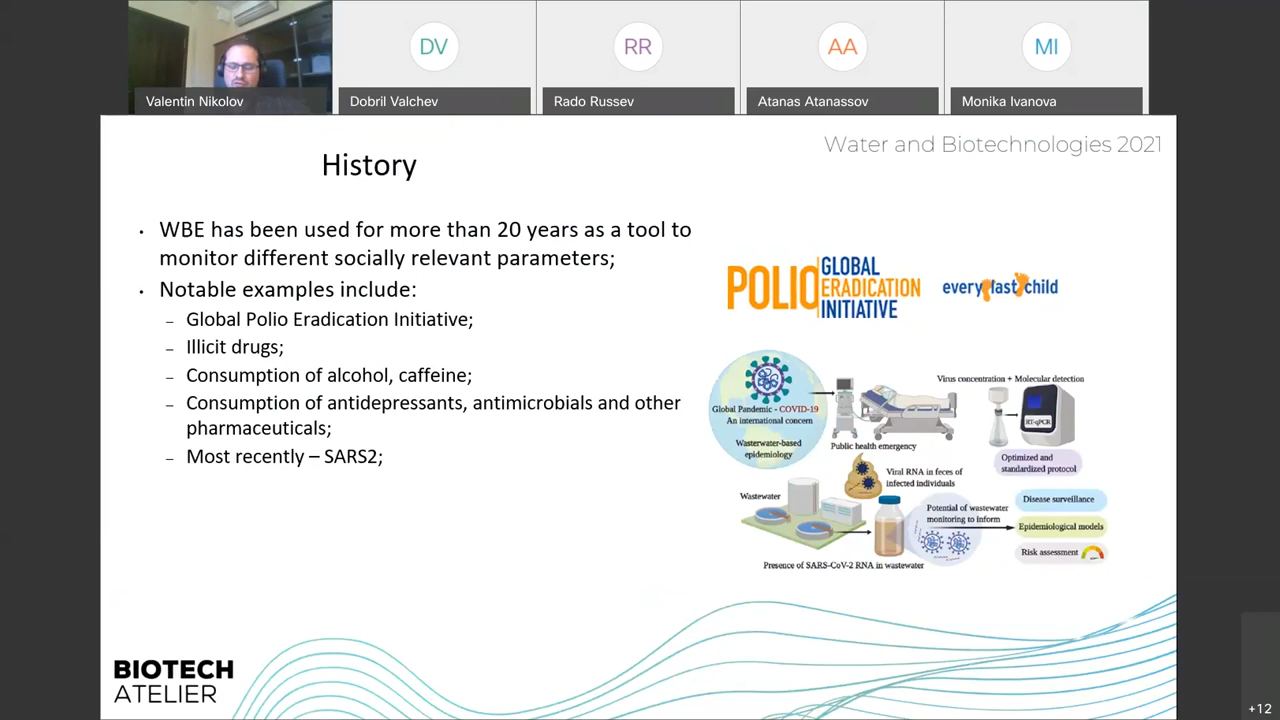 DV
RR
AA
MI
Valentin Nikolov
Dobril Valchev
Rado Russev
Atanas Atanassov
Monika Ivanova
Water and Biotechnologies 2021
History
• WBE has been used for more than 20 years as a tool to
monitor different socially relevant parameters;
• Notable examples include:
– Global Polio Eradication Initiative;
– Illicit drugs;
– Consumption of alcohol, caffeine;
– Consumption of antidepressants, antimicrobials and other
pharmaceuticals;
– Most recently – SARS2;
POLIO
GLOBAL
ERADICATION
INITIATIVE
every last child
Global Pandemic - COVID-19
An international concern
Wasterwater-based
epidemiology
Public health emergency
Virus concentration + Molecular detection
RT-qPCR
Optimized and
standardized protocol
Viral RNA in feces of
infected individuals
Wastewater
Potential of wastewater
monitoring to inform
Disease surveillance
Epidemiological models
Risk assessment
Presence of SARS-CoV-2 RNA in wastewater
BIOTECH
ATELIER
+12